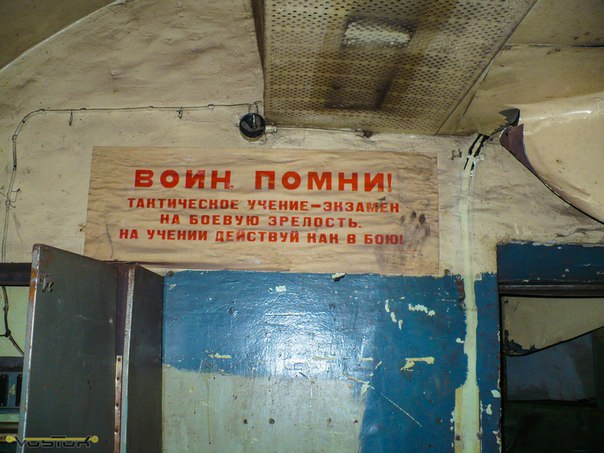 ВОИН, ПОМНИ!
ТАКТИЧЕСКОЕ УЧЕНИЕ–ЭКЗАМЕН
НА БОЕВУЮ ЗРЕЛОСТЬ.
НА УЧЕНИИ ДЕЙСТВУЙ КАК В БОЮ!
VOSTOK